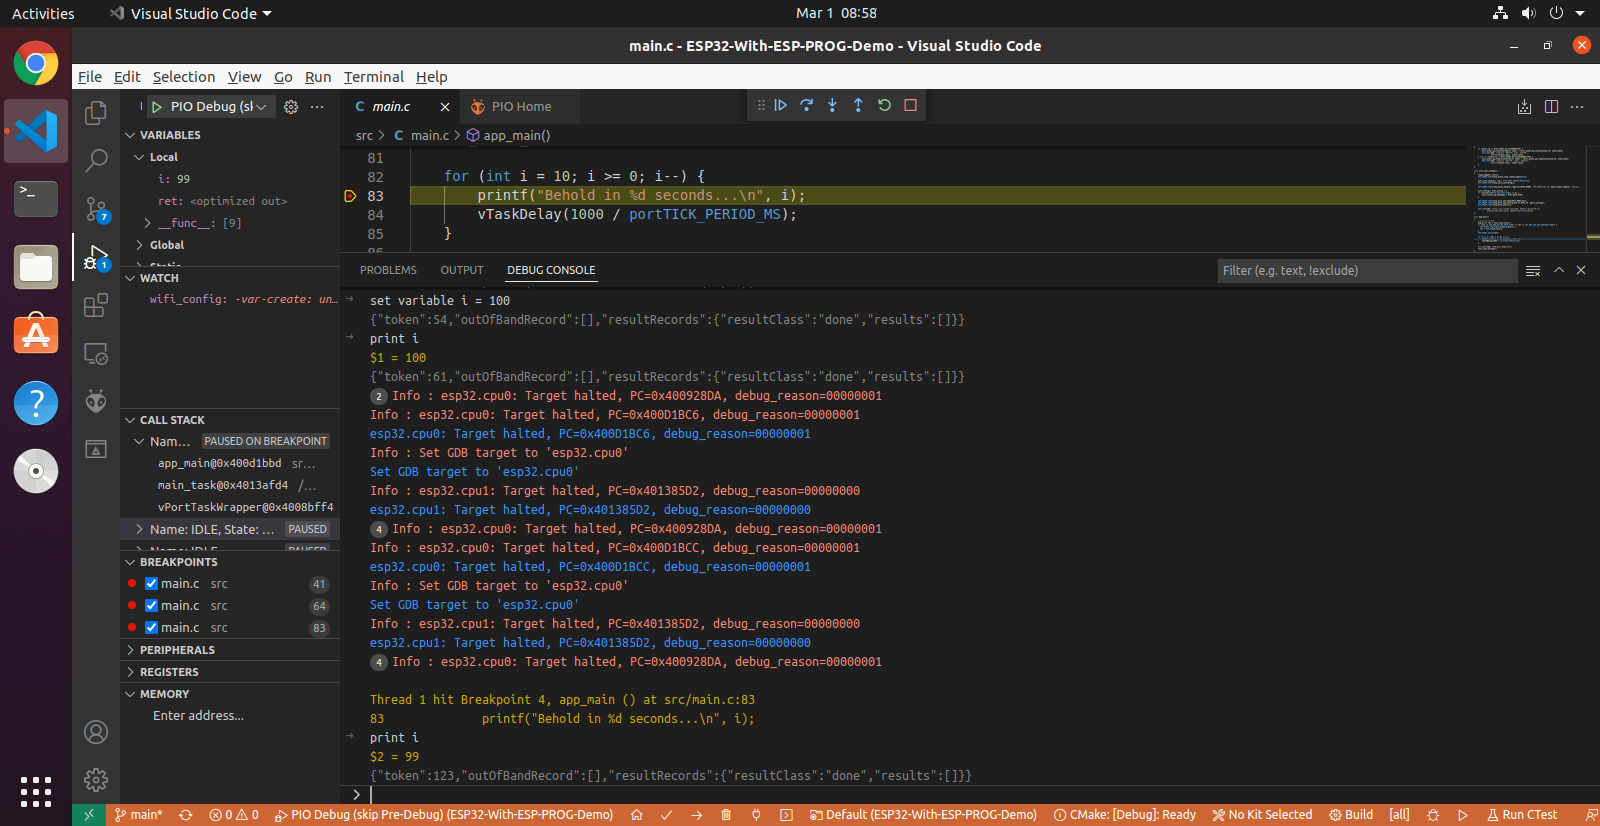 Activities
Visual Studio Code
Mar 1 08:58
main.c - ESP32-With-ESP-PROG-Demo - Visual Studio Code
File Edit Selection View Go Run Terminal Help
PIO Debug (sk
main.c
PIO Home
src > C main.c > app_main()
VARIABLES
Local
i: 99
ret: <optimized out>
__func__: [9]
Global
WATCH
wifi_config: -var-create: un…
CALL STACK
Nam… PAUSED ON BREAKPOINT
app_main@0x400d1bbd sr…
main_task@0x4013afd4 /…
vPortTaskWrapper@0x4008bff4
Name: IDLE, State: … PAUSED
BREAKPOINTS
main.c src 41
main.c src 64
main.c src 83
PERIPHERALS
REGISTERS
MEMORY
Enter address...
7
1
81
82 for (int i = 10; i >= 0; i--) {
83 printf("Behold in %d seconds...\n", i);
84 vTaskDelay(1000 / portTICK_PERIOD_MS);
85 }
PROBLEMS OUTPUT DEBUG CONSOLE
Filter (e.g. text, !exclude)
set variable i = 100
{"token":54,"outOfBandRecord":[],"resultRecords":{"resultClass":"done","results":[]}}
print i
$1 = 100
{"token":61,"outOfBandRecord":[],"resultRecords":{"resultClass":"done","results":[]}}
2 Info : esp32.cpu0: Target halted, PC=0x400928DA, debug_reason=00000001
Info : esp32.cpu0: Target halted, PC=0x400D1BC6, debug_reason=00000001
esp32.cpu0: Target halted, PC=0x400D1BC6, debug_reason=00000001
Info : Set GDB target to 'esp32.cpu0'
Set GDB target to 'esp32.cpu0'
Info : esp32.cpu1: Target halted, PC=0x401385D2, debug_reason=00000000
esp32.cpu1: Target halted, PC=0x401385D2, debug_reason=00000000
4 Info : esp32.cpu0: Target halted, PC=0x400928DA, debug_reason=00000001
Info : esp32.cpu0: Target halted, PC=0x400D1BCC, debug_reason=00000001
esp32.cpu0: Target halted, PC=0x400D1BCC, debug_reason=00000001
Info : Set GDB target to 'esp32.cpu0'
Set GDB target to 'esp32.cpu0'
Info : esp32.cpu1: Target halted, PC=0x401385D2, debug_reason=00000000
esp32.cpu1: Target halted, PC=0x401385D2, debug_reason=00000000
4 Info : esp32.cpu0: Target halted, PC=0x400928DA, debug_reason=00000001
Thread 1 hit Breakpoint 4, app_main () at src/main.c:83
83 printf("Behold in %d seconds...\n", i);
print i
$2 = 99
{"token":123,"outOfBandRecord":[],"resultRecords":{"resultClass":"done","results":[]}}
main* 0 0 PIO Debug (skip Pre-Debug) (ESP32-With-ESP-PROG-Demo) Default (ESP32-With-ESP-PROG-Demo) CMake: [Debug]: Ready No Kit Selected Build [all] Run CTest